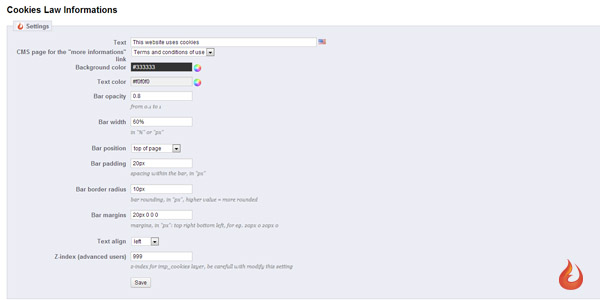 Cookies Law Informations
Settings
Text This website uses cookies
CMS page for the "more informations" link Terms and conditions of use
Background color #333333
Text color #f0f0f0
Bar opacity 0.8
from 0.1 to 1
Bar width 60%
in "%" or "px"
Bar position top of page
Bar padding 20px
spacing within the bar, in "px"
Bar border radius 10px
bar rounding, in "px", higher value = more rounded
Bar margins 20px 0 0 0
margins, in "px": top right bottom left, for eg. 20px 0 20px 0
Text align left
Z-index (advanced users) 999
z-index for imp_cookies layer, be carefull with modify this setting
Save